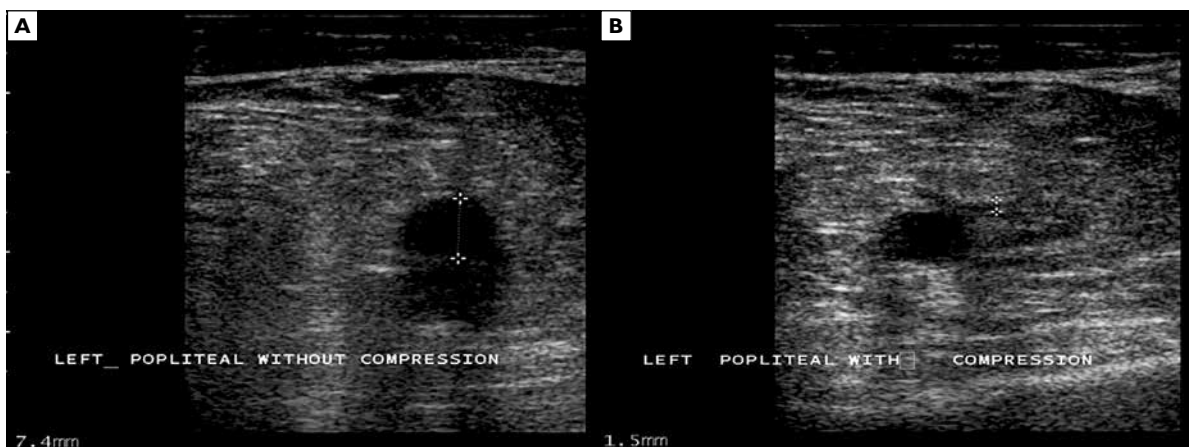 A
B
LEFT_ POPLITEAL WITHOUT COMPRESSION
LEFT POPLITEAL WITH COMPRESSION
7.4mm
1.5mm